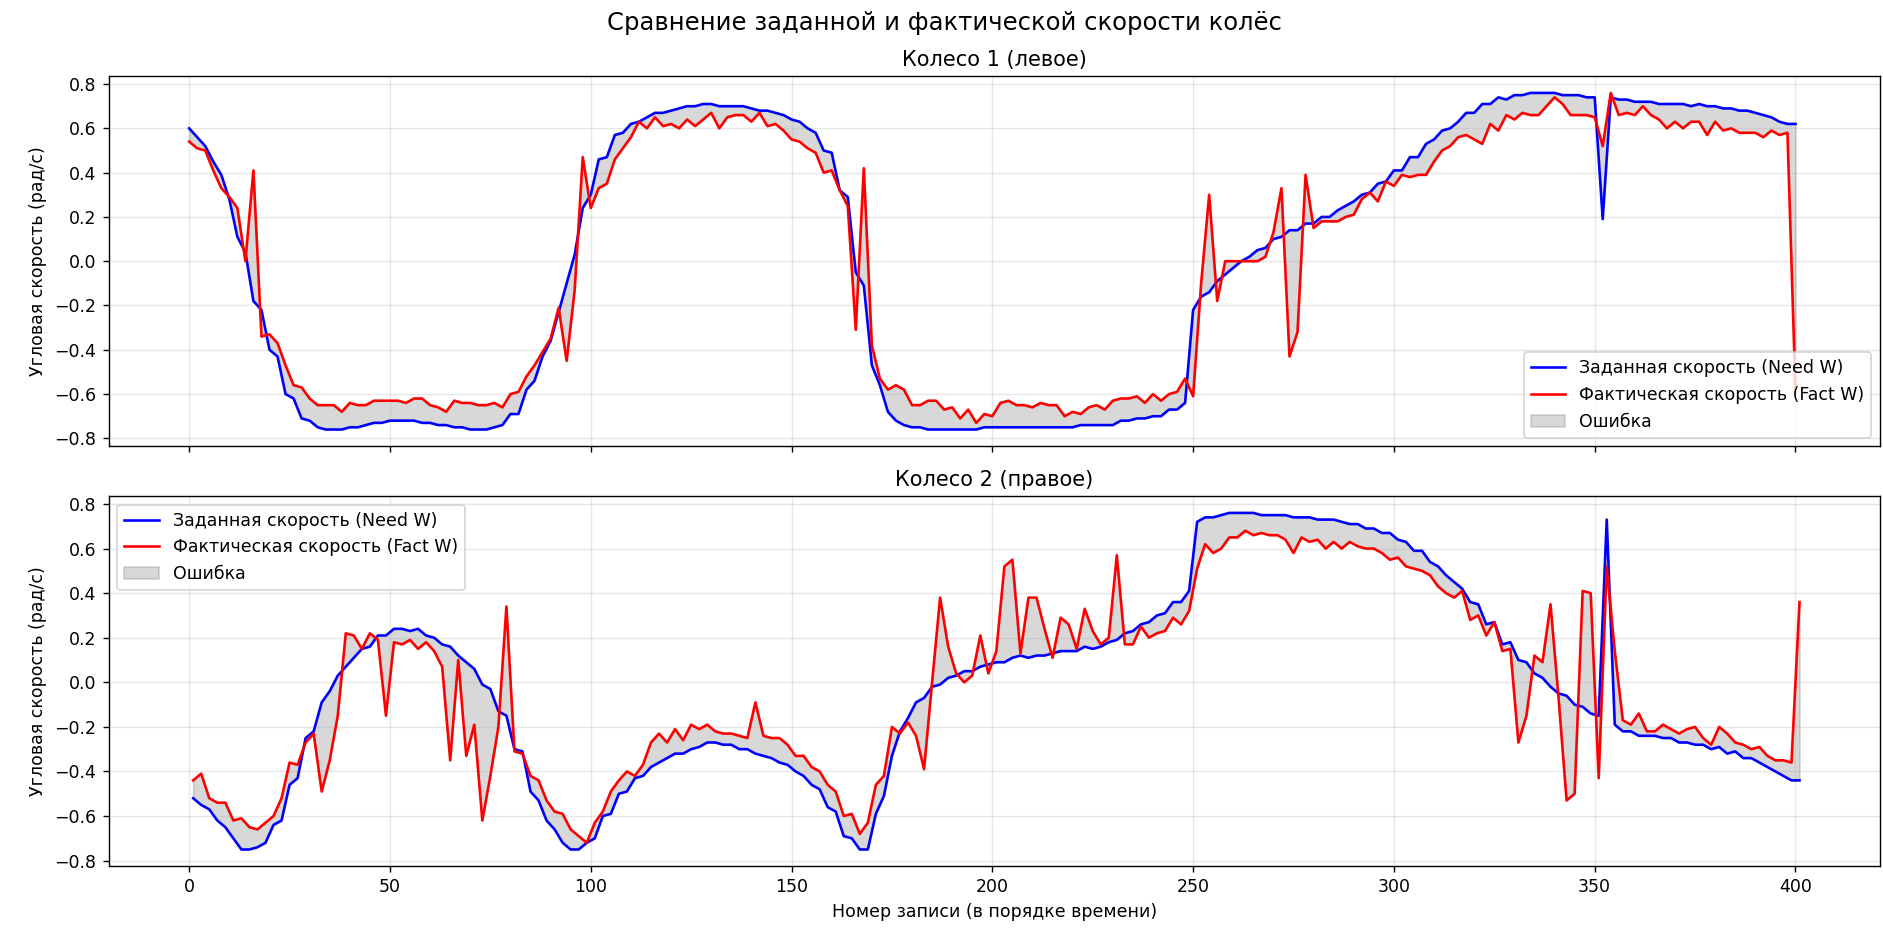 Сравнение заданной и фактической скорости колёс
Колесо 1 (левое)
Угловая скорость (рад/с)
0.8
0.6
0.4
0.2
0.0
−0.2
−0.4
−0.6
−0.8
Заданная скорость (Need W)
Фактическая скорость (Fact W)
Ошибка
Колесо 2 (правое)
Угловая скорость (рад/с)
0.8
0.6
0.4
0.2
0.0
−0.2
−0.4
−0.6
−0.8
Заданная скорость (Need W)
Фактическая скорость (Fact W)
Ошибка
0 50 100 150 200 250 300 350 400
Номер записи (в порядке времени)